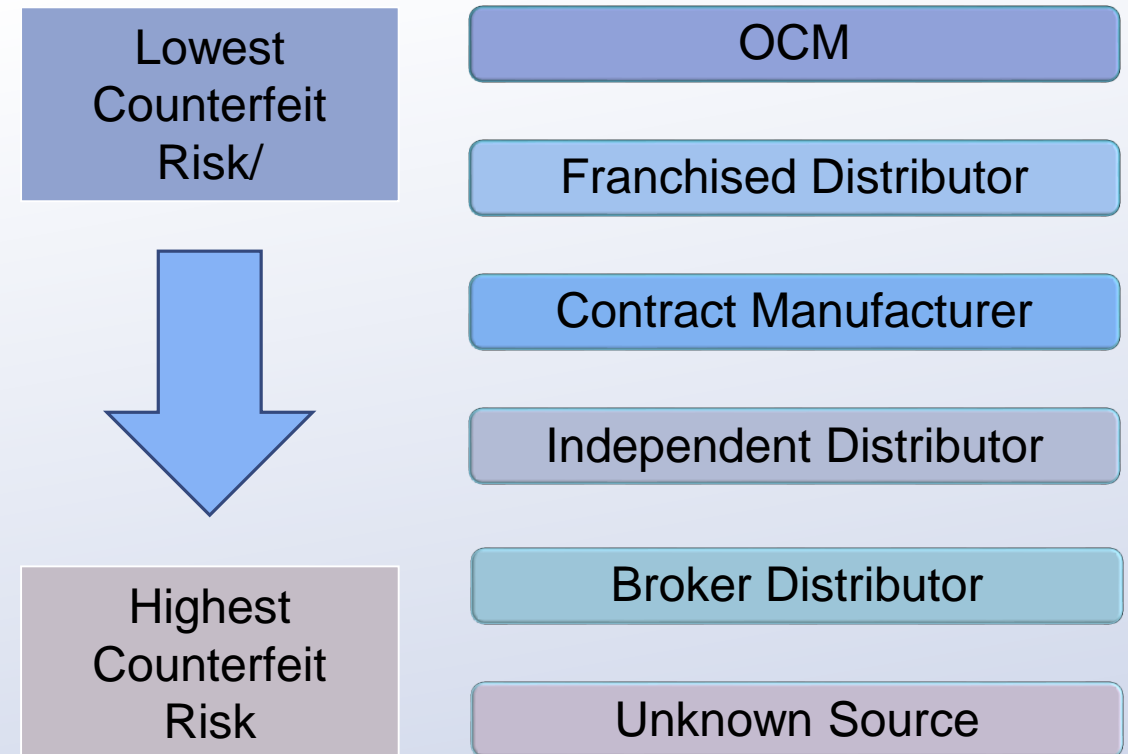 Lowest
Counterfeit
Risk/
Highest
Counterfeit
Risk
OCM
Franchised Distributor
Contract Manufacturer
Independent Distributor
Broker Distributor
Unknown Source